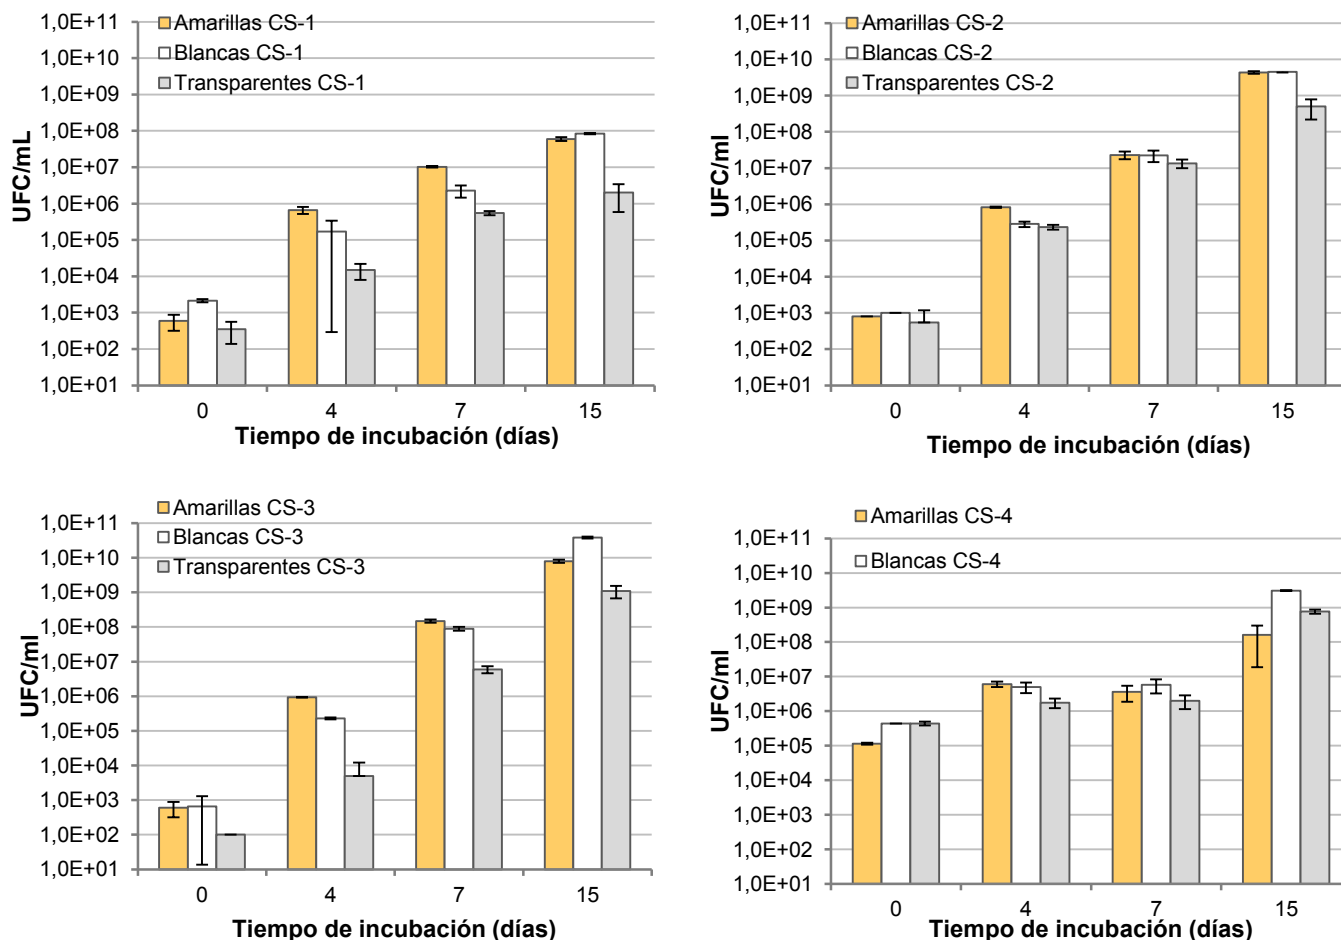 Amarillas CS-1
Blancas CS-1
Transparentes CS-1
UFC/mL
1,0E+11
1,0E+10
1,0E+09
1,0E+08
1,0E+07
1,0E+06
1,0E+05
1,0E+04
1,0E+03
1,0E+02
1,0E+01
0 4 7 15
Tiempo de incubación (días)
Amarillas CS-2
Blancas CS-2
Transparentes CS-2
UFC/ml
1,0E+11
1,0E+10
1,0E+09
1,0E+08
1,0E+07
1,0E+06
1,0E+05
1,0E+04
1,0E+03
1,0E+02
1,0E+01
0 4 7 15
Tiempo de incubación (días)
Amarillas CS-3
Blancas CS-3
Transparentes CS-3
UFC/ml
1,0E+11
1,0E+10
1,0E+09
1,0E+08
1,0E+07
1,0E+06
1,0E+05
1,0E+04
1,0E+03
1,0E+02
1,0E+01
0 4 7 15
Tiempo de incubación (días)
Amarillas CS-4
Blancas CS-4
UFC/ml
1,0E+11
1,0E+10
1,0E+09
1,0E+08
1,0E+07
1,0E+06
1,0E+05
1,0E+04
1,0E+03
1,0E+02
1,0E+01
0 4 7 15
Tiempo de incubación (días)